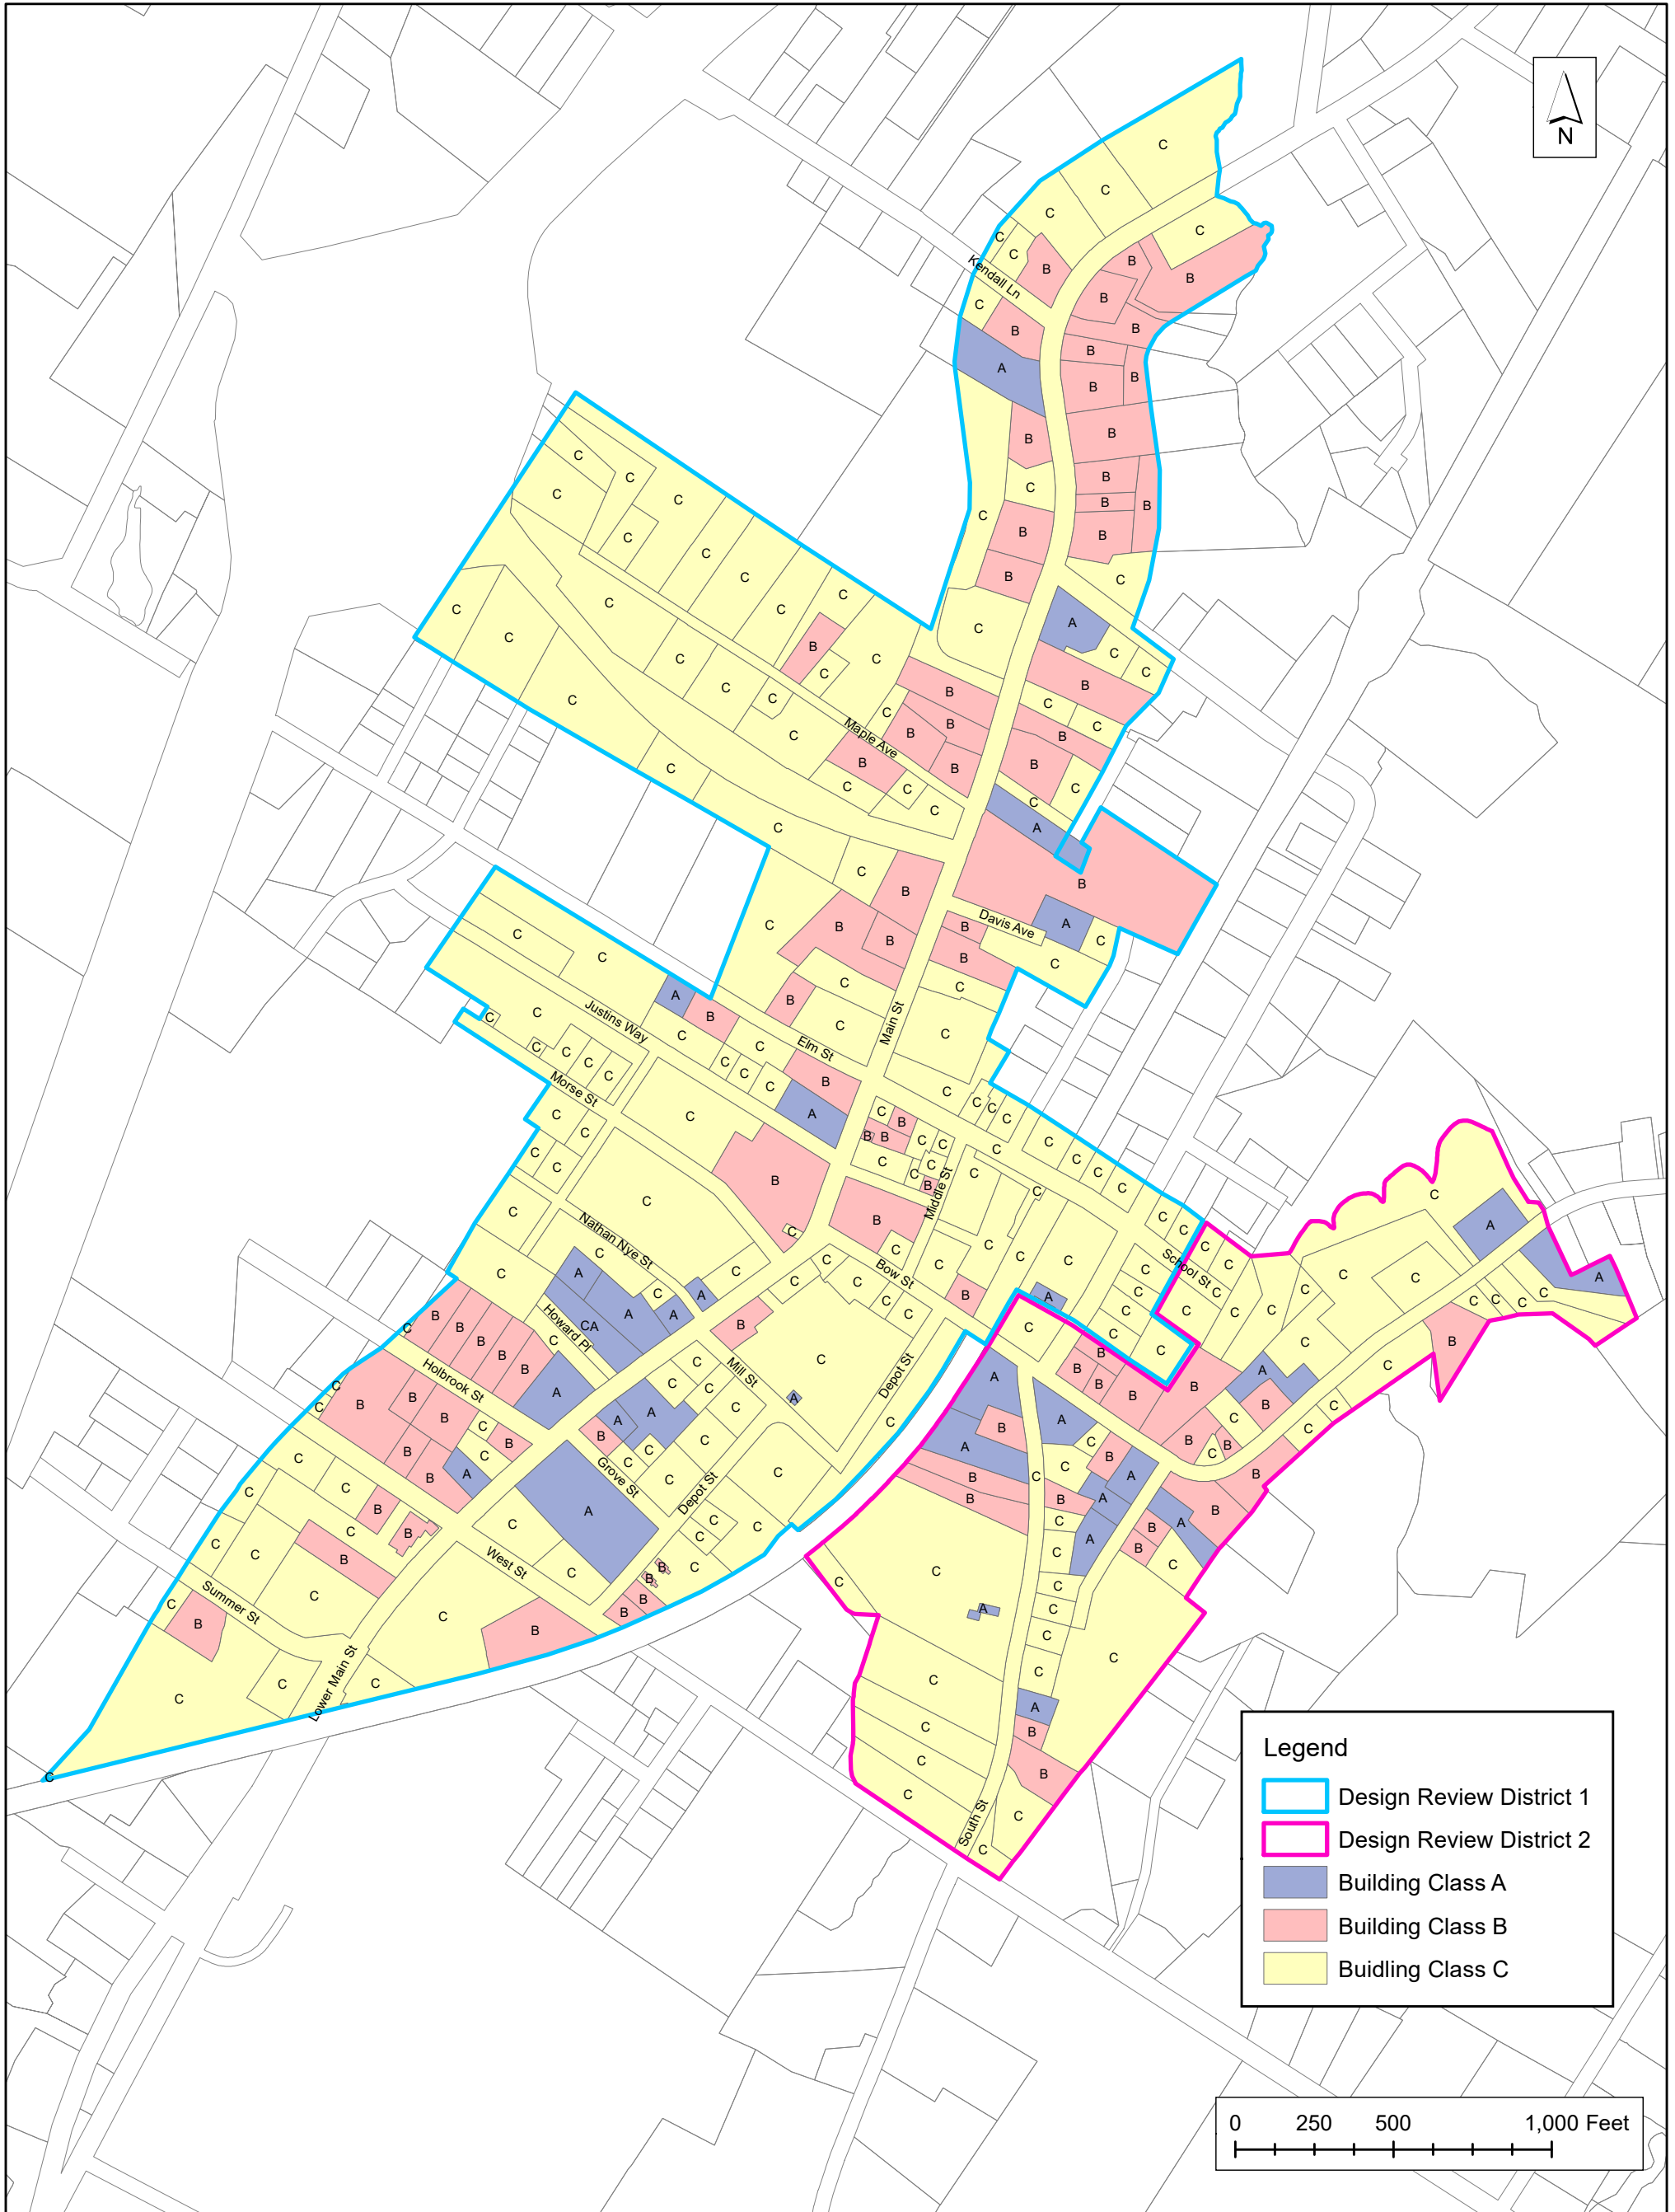 N
Kendall Ln
Maple Ave
Davis Ave
Main St
Justins Way
Elm St
Morse St
Middle St
Nathan Nye St
Bow St
School St
Howard Pl
Holbrook St
Mill St
Depot St
Grove St
Depot St
West St
Summer St
Lower Main St
South St
A
B
C
CA
Legend
Design Review District 1
Design Review District 2
Building Class A
Building Class B
Buidling Class C
0 250 500 1,000 Feet